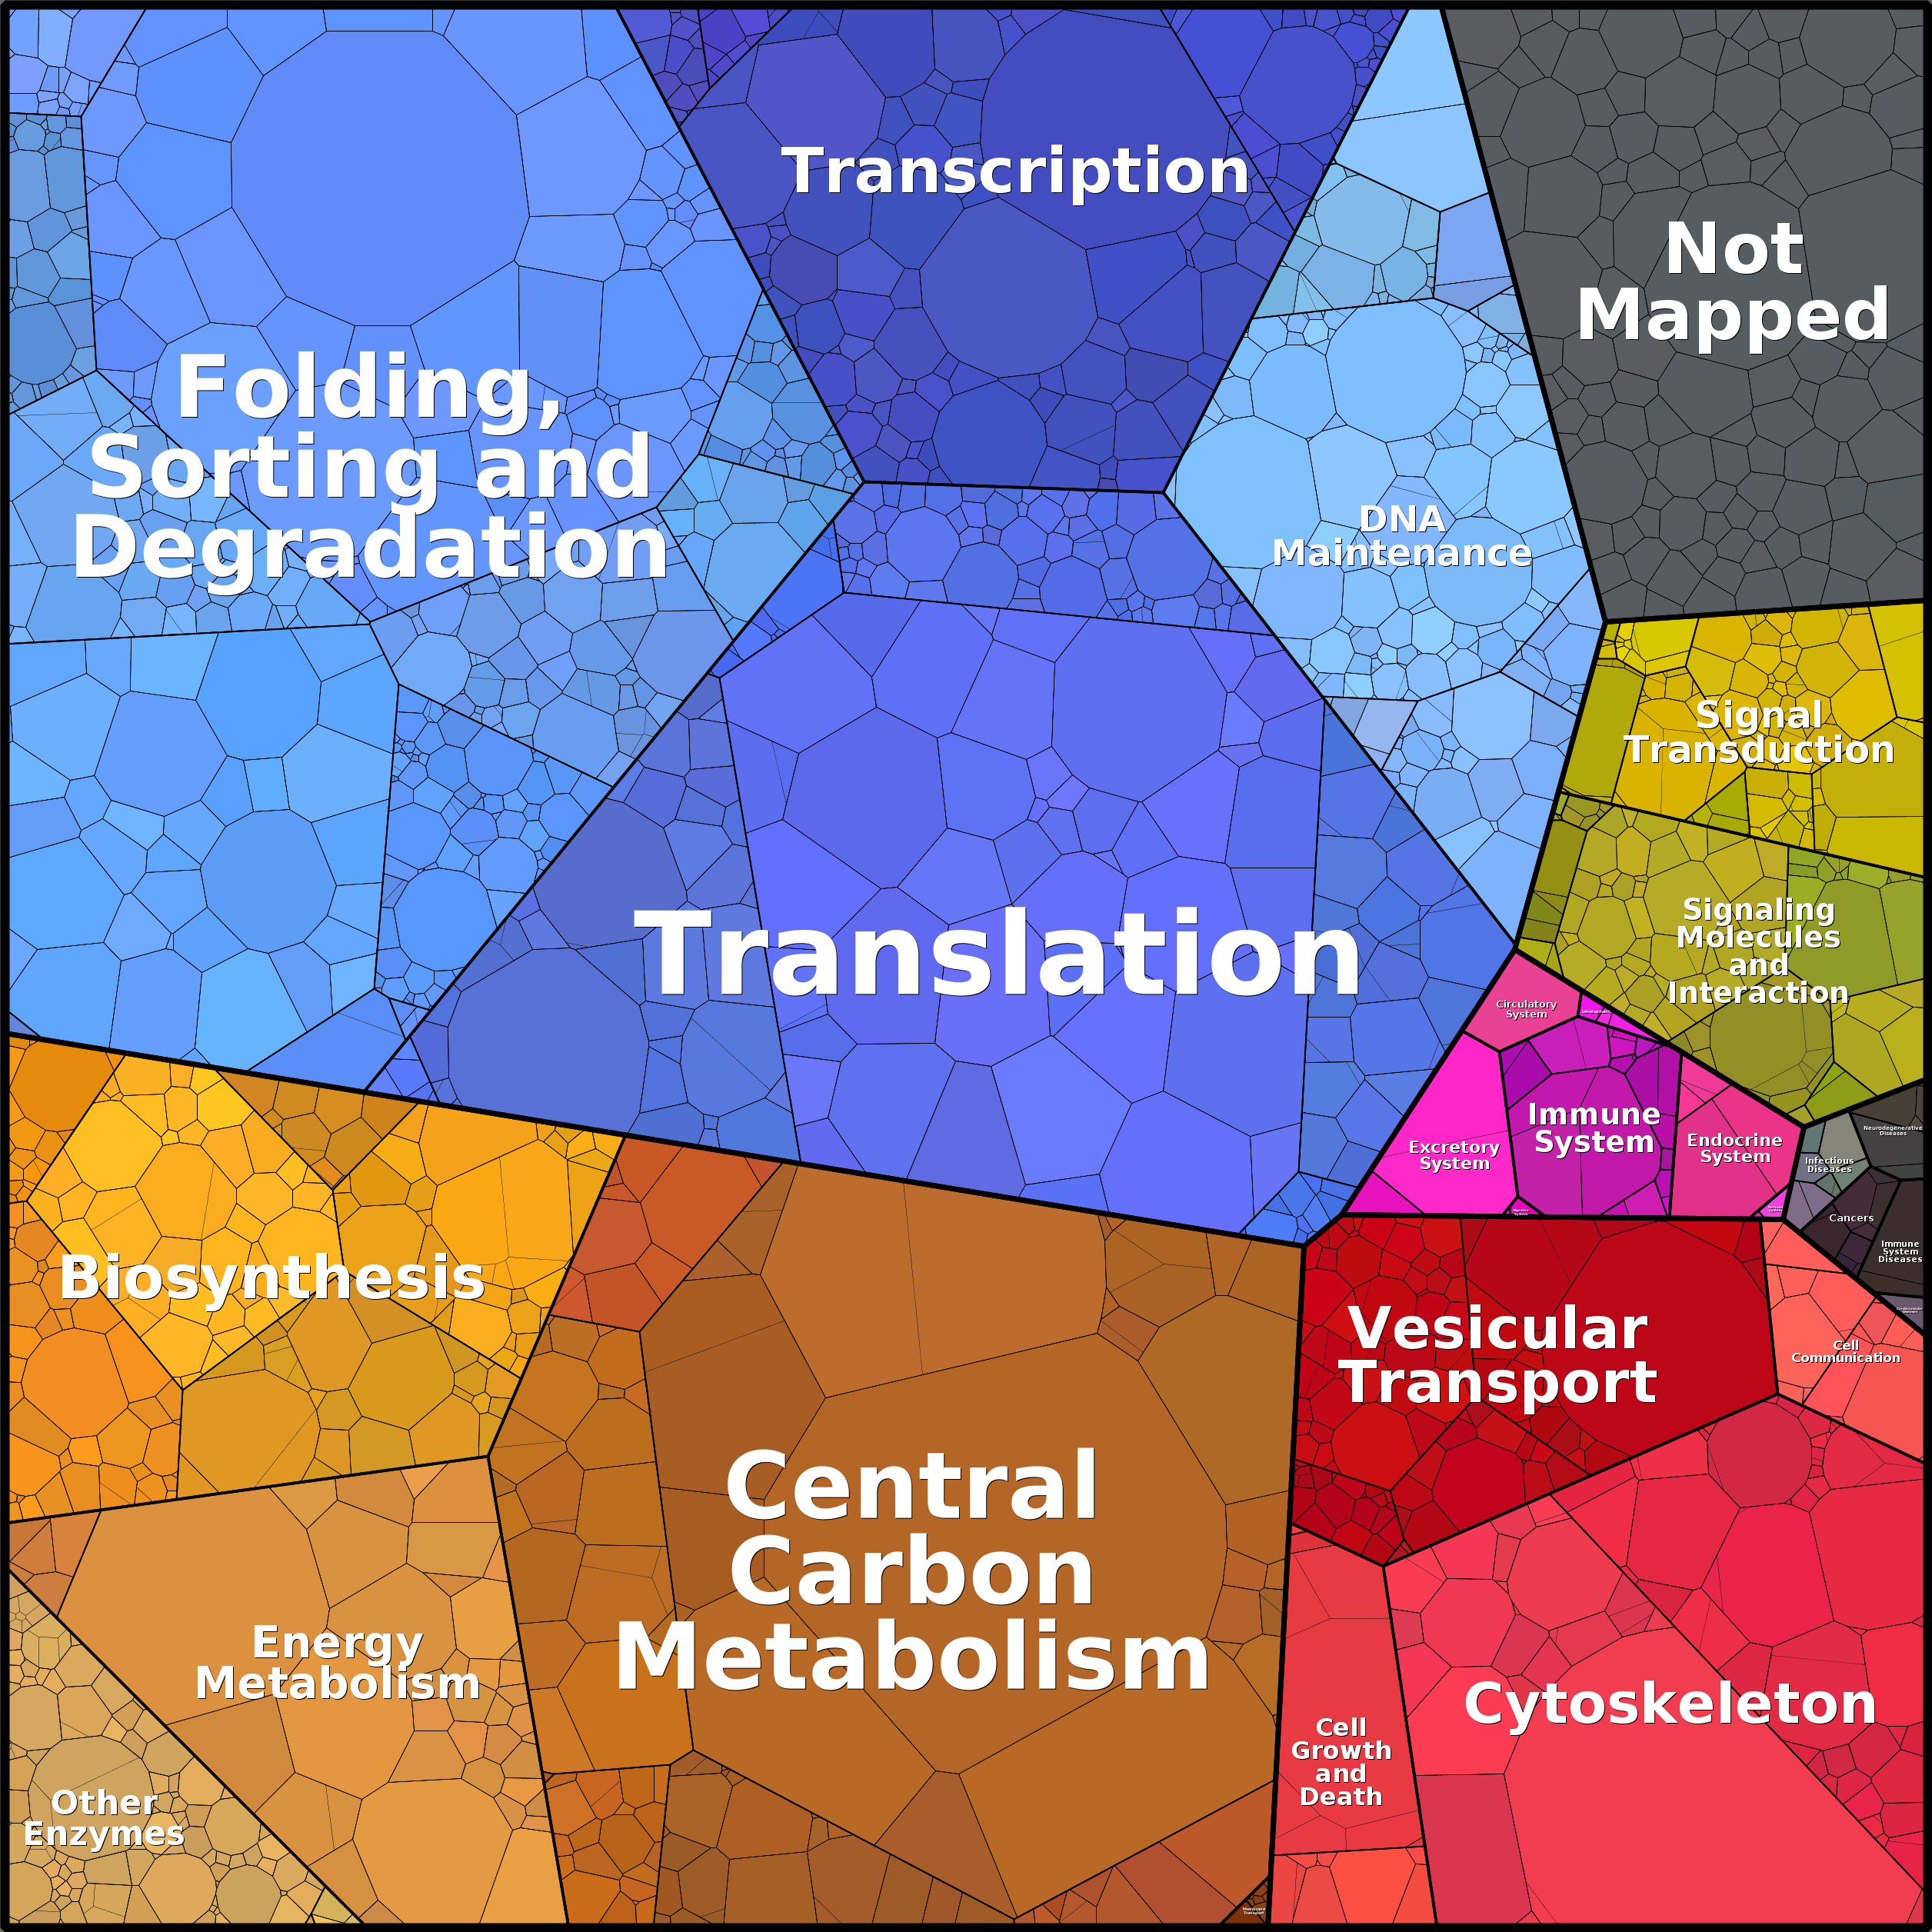 Transcription
Not
Mapped
Folding,
Sorting and
Degradation
DNA
Maintenance
Signal
Transduction
Translation
Signaling
Molecules
and
Interaction
Circulatory
System
Development
Immune
System
Excretory
System
Endocrine
System
Neurodegenerative
Diseases
Infectious
Diseases
Cancers
Immune
System
Diseases
Biosynthesis
Vesicular
Transport
Cell
Communication
Central
Carbon
Metabolism
Energy
Metabolism
Cytoskeleton
Cell
Growth
and
Death
Other
Enzymes
Membrane
Transport